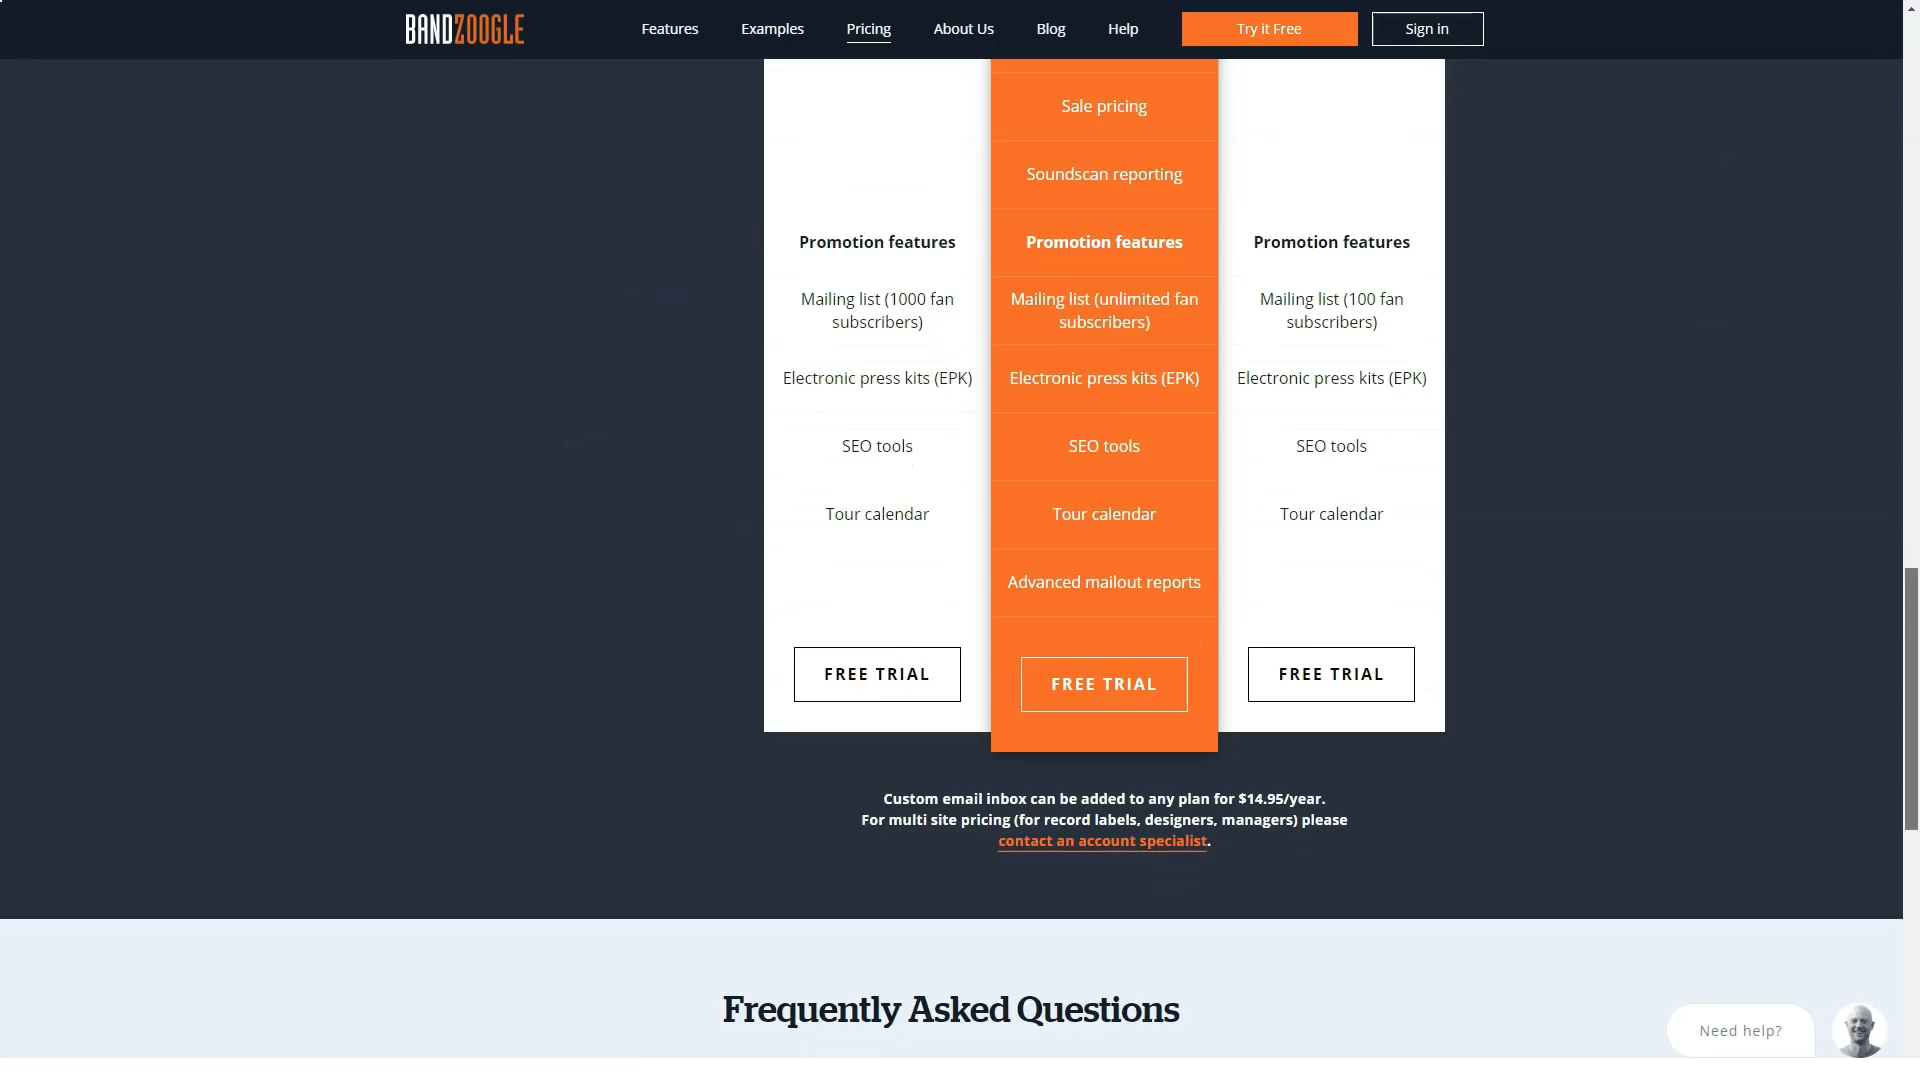 BANDZOOGLE
Features
Examples
Pricing
About Us
Blog
Help
Try it Free
Sign in
Sale pricing
Soundscan reporting
Promotion features
Promotion features
Promotion features
Mailing list (1000 fan
subscribers)
Mailing list (unlimited fan
subscribers)
Mailing list (100 fan
subscribers)
Electronic press kits (EPK)
Electronic press kits (EPK)
Electronic press kits (EPK)
SEO tools
SEO tools
SEO tools
Tour calendar
Tour calendar
Tour calendar
Advanced mailout reports
FREE TRIAL
FREE TRIAL
FREE TRIAL
Custom email inbox can be added to any plan for $14.95/year.
For multi site pricing (for record labels, designers, managers) please
contact an account specialist.
Frequently Asked Questions
Need help?